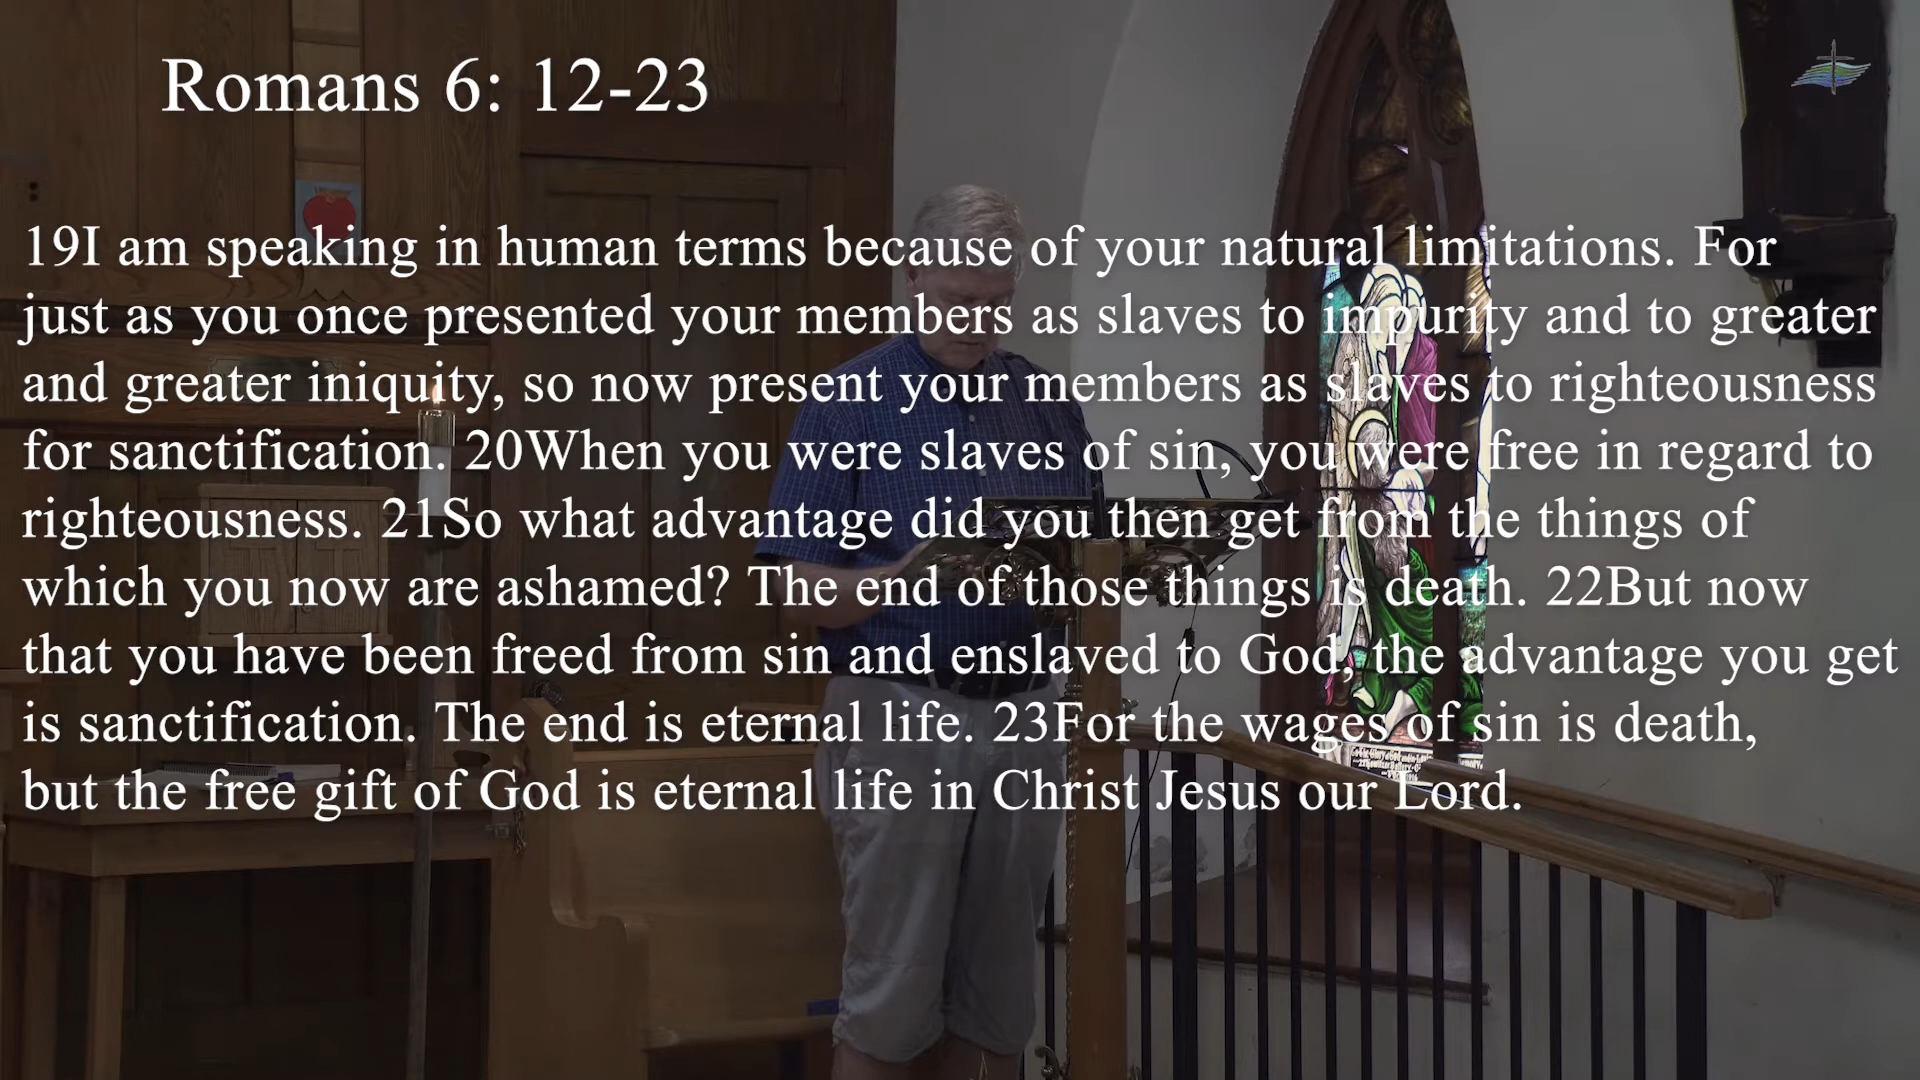 Romans 6: 12-23
19I am speaking in human terms because of your natural limitations. For
just as you once presented your members as slaves to impurity and to greater
and greater iniquity, so now present your members as slaves to righteousness
for sanctification. 20When you were slaves of sin, you were free in regard to
righteousness. 21So what advantage did you then get from the things of
which you now are ashamed? The end of those things is death. 22But now
that you have been freed from sin and enslaved to God, the advantage you get
is sanctification. The end is eternal life. 23For the wages of sin is death,
but the free gift of God is eternal life in Christ Jesus our Lord.